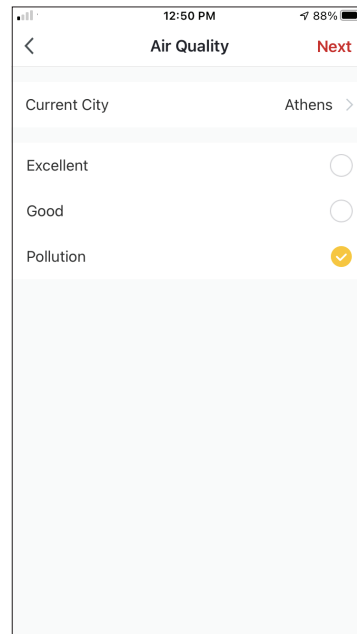 12:50 PM 88%
Air Quality Next
Current City Athens
Excellent
Good
Pollution